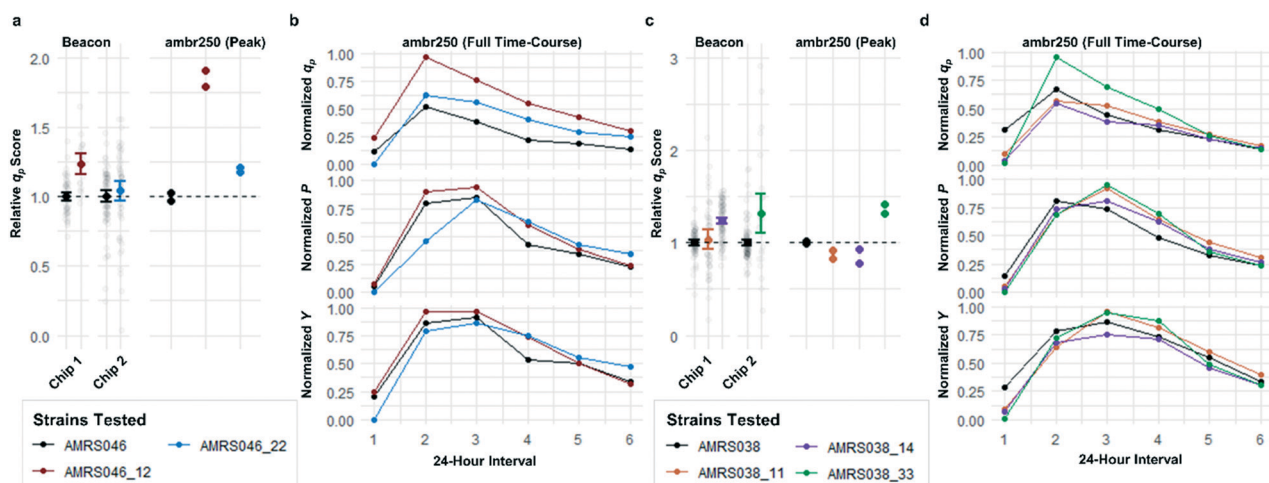 a
Beacon
ambr250 (Peak)
Relative qp Score
2.0
1.5
1.0
0.5
0.0
Chip 1
Chip 2
Strains Tested
AMRS046
AMRS046_22
AMRS046_12
b
ambr250 (Full Time-Course)
Normalized qp
1.00
0.75
0.50
0.25
0.00
Normalized P
1.00
0.75
0.50
0.25
0.00
Normalized Y
1.00
0.75
0.50
0.25
0.00
1 2 3 4 5 6
24-Hour Interval
c
Beacon
ambr250 (Peak)
Relative qp Score
3
2
1
0
Chip 1
Chip 2
Strains Tested
AMRS038
AMRS038_14
AMRS038_11
AMRS038_33
d
ambr250 (Full Time-Course)
Normalized qp
1.00
0.75
0.50
0.25
0.00
Normalized P
1.00
0.75
0.50
0.25
0.00
Normalized Y
1.00
0.75
0.50
0.25
0.00
1 2 3 4 5 6
24-Hour Interval